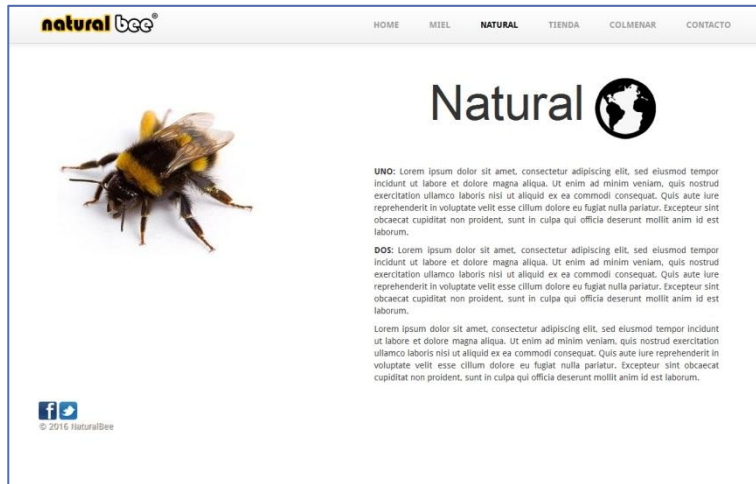 natural bee®
HOME MIEL NATURAL TIENDA COLMENAR CONTACTO
Natural
UNO: Lorem ipsum dolor sit amet, consectetur adipiscing elit, sed eiusmod tempor
incidunt ut labore et dolore magna aliqua. Ut enim ad minim veniam, quis nostrud
exercitation ullamco laboris nisi ut aliquid ex ea commodi consequat. Quis aute iure
reprehenderit in voluptate velit esse cillum dolore eu fugiat nulla pariatur. Excepteur sint
obcaecat cupiditat non proident, sunt in culpa qui officia deserunt mollit anim id est
laborum.
DOS: Lorem ipsum dolor sit amet, consectetur adipiscing elit, sed eiusmod tempor
incidunt ut labore et dolore magna aliqua. Ut enim ad minim veniam, quis nostrud
exercitation ullamco laboris nisi ut aliquid ex ea commodi consequat. Quis aute iure
reprehenderit in voluptate velit esse cillum dolore eu fugiat nulla pariatur. Excepteur sint
obcaecat cupiditat non proident, sunt in culpa qui officia deserunt mollit anim id est
laborum.
Lorem ipsum dolor sit amet, consectetur adipiscing elit, sed eiusmod tempor incidunt
ut labore et dolore magna aliqua. Ut enim ad minim veniam, quis nostrud exercitation
ullamco laboris nisi ut aliquid ex ea commodi consequat. Quis aute iure reprehenderit in
voluptate velit esse cillum dolore eu fugiat nulla pariatur. Excepteur sint obcaecat
cupiditat non proident, sunt in culpa qui officia deserunt mollit anim id est laborum.
© 2016 NaturalBee